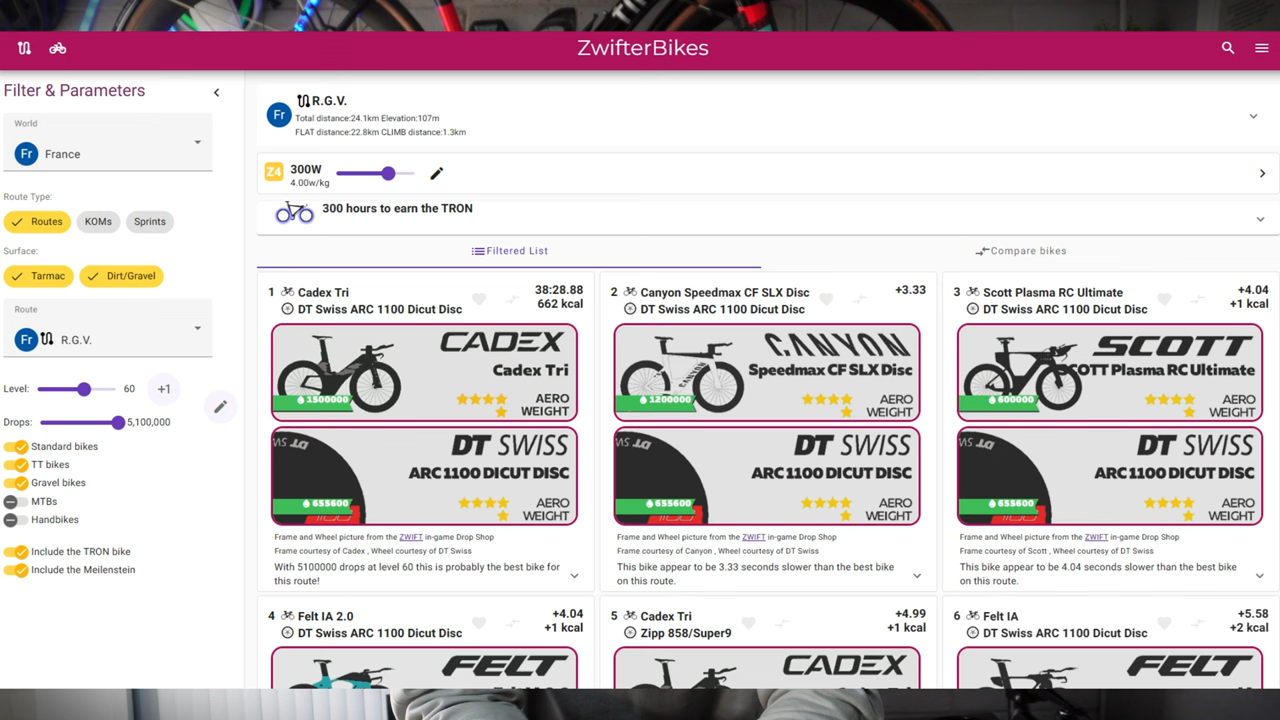 ZwifterBikes
Filter & Parameters
World
Fr France
Route Type:
Routes KOMs Sprints
Surface:
Tarmac Dirt/Gravel
Route
Fr R.G.V.
Level: 60 +1
Drops: 5,100,000
Standard bikes
TT bikes
Gravel bikes
MTBs
Handbikes
Include the TRON bike
Include the Meilenstein
Fr R.G.V.
Total distance:24.1km Elevation:107m
FLAT distance:22.8km CLIMB distance:1.3km
Z4 300W
4.00w/kg
300 hours to earn the TRON
Filtered List
Compare bikes
1 Cadex Tri 38:28.88
DT Swiss ARC 1100 Dicut Disc 662 kcal
CADEX
Cadex Tri
1500000
AERO
WEIGHT
DT SWISS
ARC 1100 DICUT DISC
655600
AERO
WEIGHT
Frame and Wheel picture from the ZWIFT in-game Drop Shop
Frame courtesy of Cadex , Wheel courtesy of DT Swiss
With 5100000 drops at level 60 this is probably the best bike for
this route!
2 Canyon Speedmax CF SLX Disc +3.33
DT Swiss ARC 1100 Dicut Disc
CANYON
Speedmax CF SLX Disc
1200000
AERO
WEIGHT
DT SWISS
ARC 1100 DICUT DISC
655600
AERO
WEIGHT
Frame and Wheel picture from the ZWIFT in-game Drop Shop
Frame courtesy of Canyon , Wheel courtesy of DT Swiss
This bike appear to be 3.33 seconds slower than the best bike
on this route.
3 Scott Plasma RC Ultimate +4.04
DT Swiss ARC 1100 Dicut Disc +1 kcal
SCOTT
SCOTT Plasma RC Ultimate
600000
AERO
WEIGHT
DT SWISS
ARC 1100 DICUT DISC
655600
AERO
WEIGHT
Frame and Wheel picture from the ZWIFT in-game Drop Shop
Frame courtesy of Scott , Wheel courtesy of DT Swiss
This bike appear to be 4.04 seconds slower than the best bike
on this route.
4 Felt IA 2.0 +4.04
DT Swiss ARC 1100 Dicut Disc +1 kcal
FELT
5 Cadex Tri +4.99
Zipp 858/Super9 +1 kcal
CADEX
6 Felt IA +5.58
DT Swiss ARC 1100 Dicut Disc +2 kcal
FELT